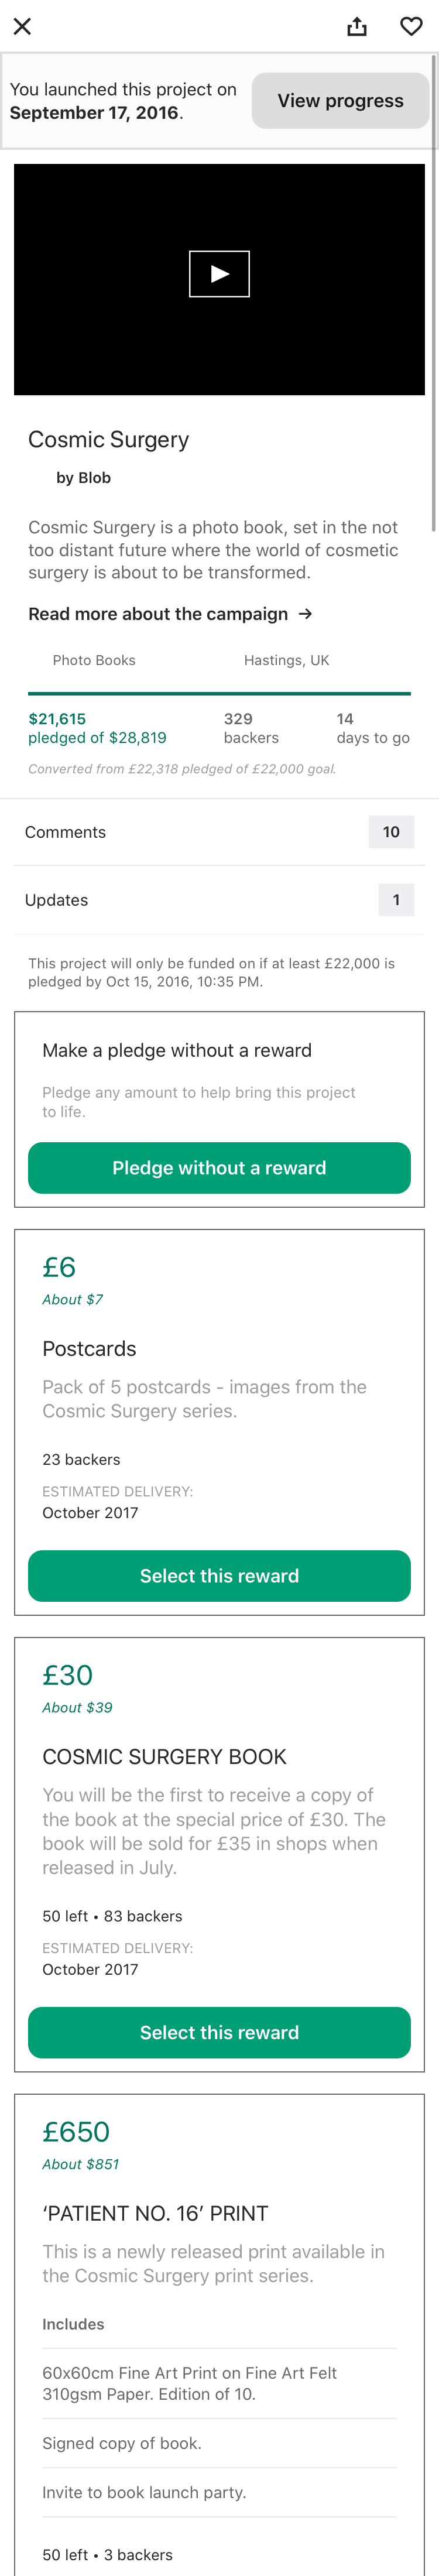 You launched this project on
September 17, 2016.
View progress
Cosmic Surgery
by Blob
Cosmic Surgery is a photo book, set in the not
too distant future where the world of cosmetic
surgery is about to be transformed.
Read more about the campaign →
Photo Books
Hastings, UK
$21,615
pledged of $28,819
329
backers
14
days to go
Converted from £22,318 pledged of £22,000 goal.
Comments
10
Updates
1
This project will only be funded on if at least £22,000 is
pledged by Oct 15, 2016, 10:35 PM.
Make a pledge without a reward
Pledge any amount to help bring this project
to life.
Pledge without a reward
£6
About $7
Postcards
Pack of 5 postcards - images from the
Cosmic Surgery series.
23 backers
ESTIMATED DELIVERY:
October 2017
Select this reward
£30
About $39
COSMIC SURGERY BOOK
You will be the first to receive a copy of
the book at the special price of £30. The
book will be sold for £35 in shops when
released in July.
50 left • 83 backers
ESTIMATED DELIVERY:
October 2017
Select this reward
£650
About $851
‘PATIENT NO. 16’ PRINT
This is a newly released print available in
the Cosmic Surgery print series.
Includes
60x60cm Fine Art Print on Fine Art Felt
310gsm Paper. Edition of 10.
Signed copy of book.
Invite to book launch party.
50 left • 3 backers